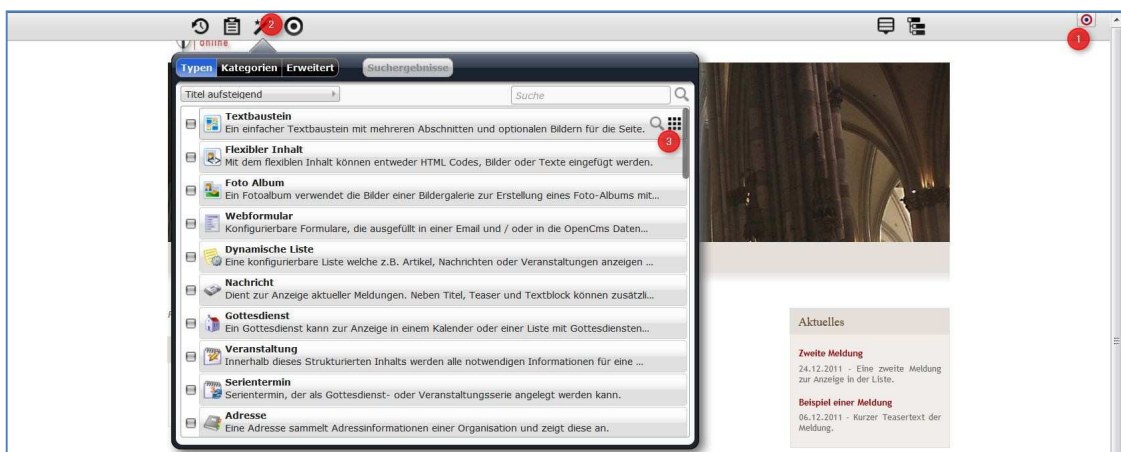 2
1
online
Typen Kategorien Erweitert Suchergebnisse
Titel aufsteigend
Suche
Textbaustein
Ein einfacher Textbaustein mit mehreren Abschnitten und optionalen Bildern für die Seite.
3
Flexibler Inhalt
Mit dem flexiblen Inhalt können entweder HTML Codes, Bilder oder Texte eingefügt werden.
Foto Album
Ein Fotoalbum verwendet die Bilder einer Bildergalerie zur Erstellung eines Foto-Albums mit...
Webformular
Konfigurierbare Formulare, die ausgefüllt in einer Email und / oder in die OpenCms Daten...
Dynamische Liste
Eine konfigurierbare Liste welche z.B. Artikel, Nachrichten oder Veranstaltungen anzeigen ...
Nachricht
Dient zur Anzeige aktueller Meldungen. Neben Titel, Teaser und Textblock können zusätzli...
Gottesdienst
Ein Gottesdienst kann zur Anzeige in einem Kalender oder einer Liste mit Gottesdiensten...
Veranstaltung
Innerhalb dieses Strukturierten Inhalts werden alle notwendigen Informationen für eine ...
Serientermin
Serientermin, der als Gottesdienst- oder Veranstaltungsserie angelegt werden kann.
Adresse
Eine Adresse sammelt Adressinformationen einer Organisation und zeigt diese an.
Aktuelles
Zweite Meldung
24.12.2011 - Eine zweite Meldung
zur Anzeige in der Liste.
Beispiel einer Meldung
06.12.2011 - Kurzer Teasertext der
Meldung.